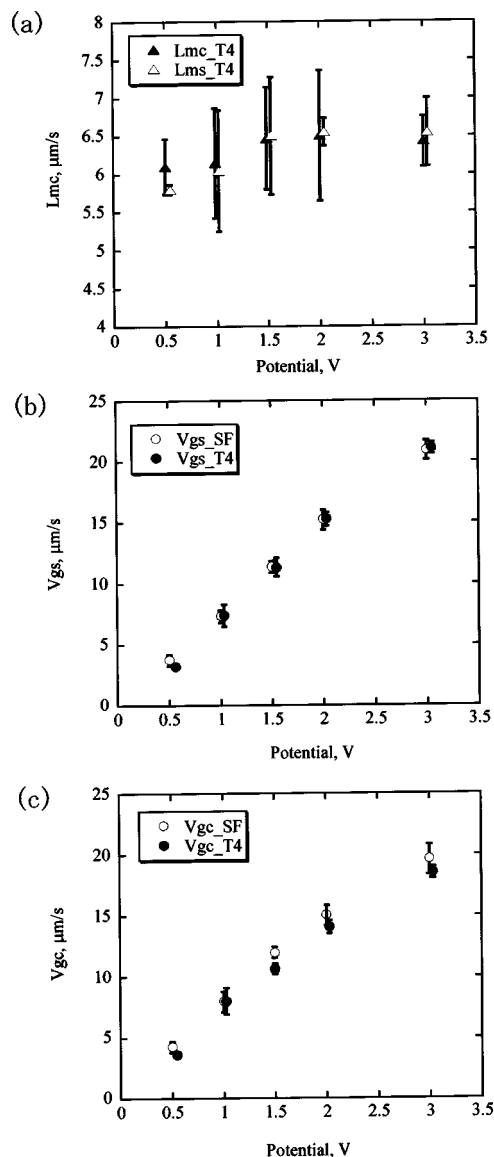 (a)
8
7.5
7
6.5
6
5.5
5
4.5
4
Lmc, μm/s
Lmc_T4
Lms_T4
0 0.5 1 1.5 2 2.5 3 3.5
Potential, V
(b)
25
20
15
10
5
0
Vgs, μm/s
Vgs_SF
Vgs_T4
0 0.5 1 1.5 2 2.5 3 3.5
Potential, V
(c)
25
20
15
10
5
0
Vgc, μm/s
Vgc_SF
Vgc_T4
0 0.5 1 1.5 2 2.5 3 3.5
Potential, V